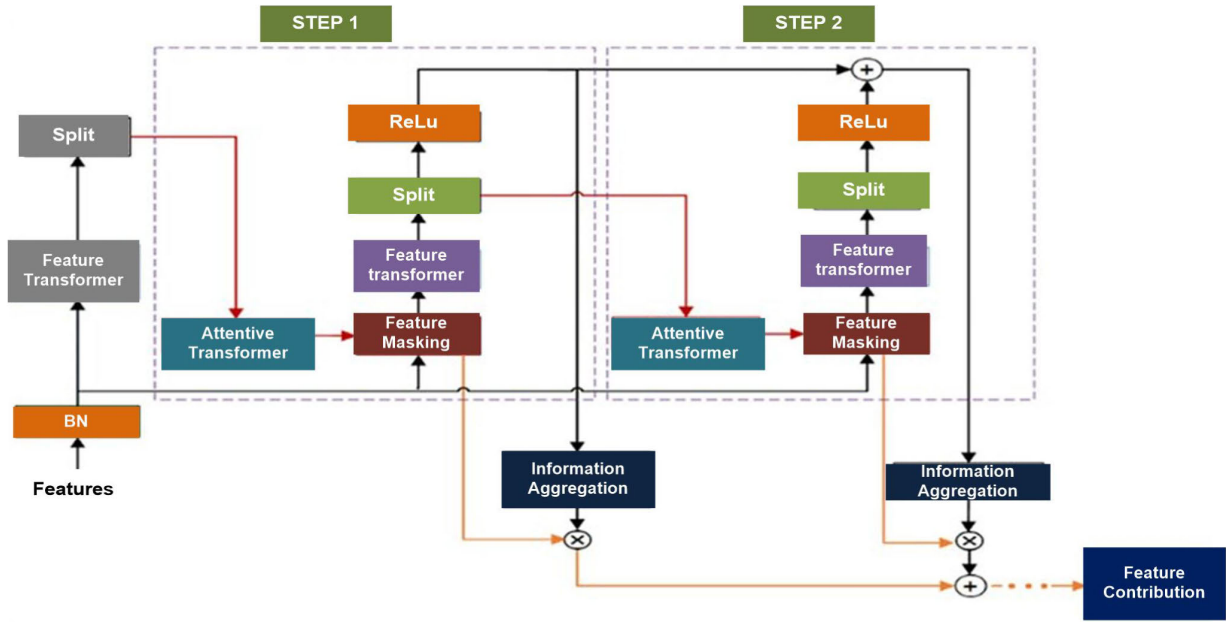 STEP 1
STEP 2
Split
ReLu
ReLu
Split
Split
Feature
Transformer
Feature
transformer
Feature
transformer
Attentive
Transformer
Feature
Masking
Attentive
Transformer
Feature
Masking
BN
Features
Information
Aggregation
Information
Aggregation
Feature
Contribution